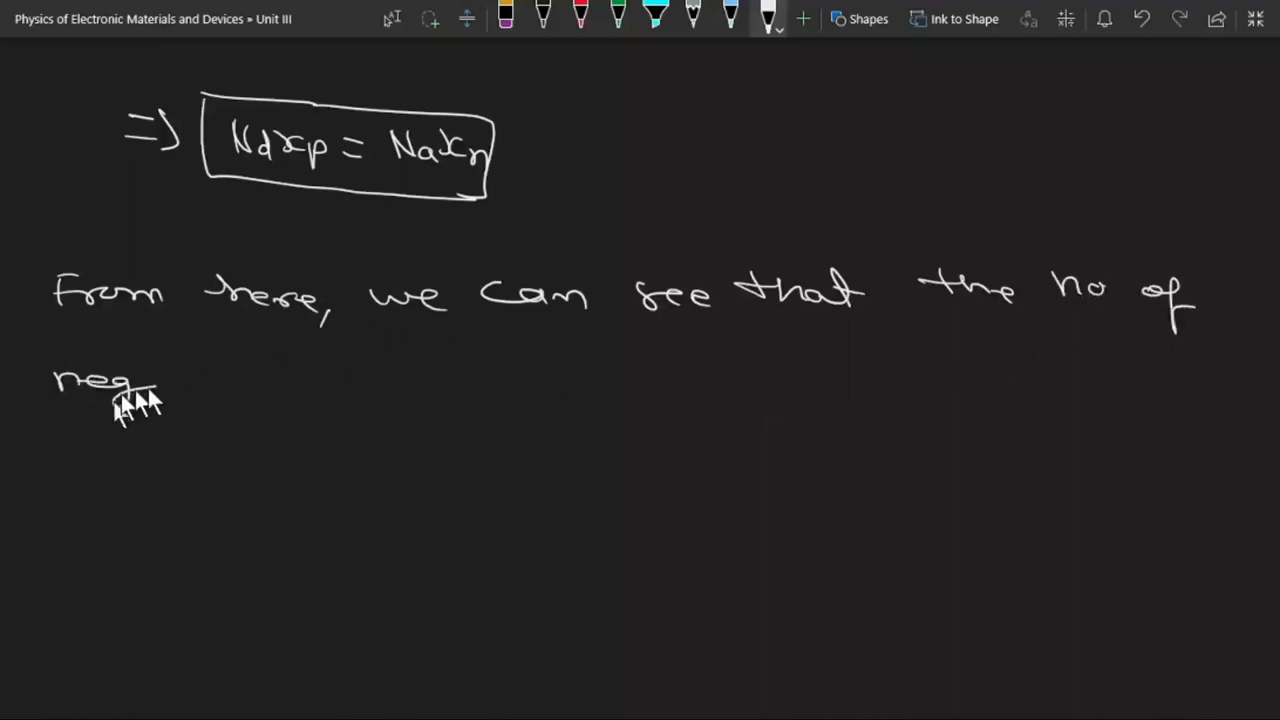 Physics of Electronic Materials and Devices » Unit III
Shapes
Ink to Shape
=> Ndxp = Naxn
From here, we can see that the no of
neg